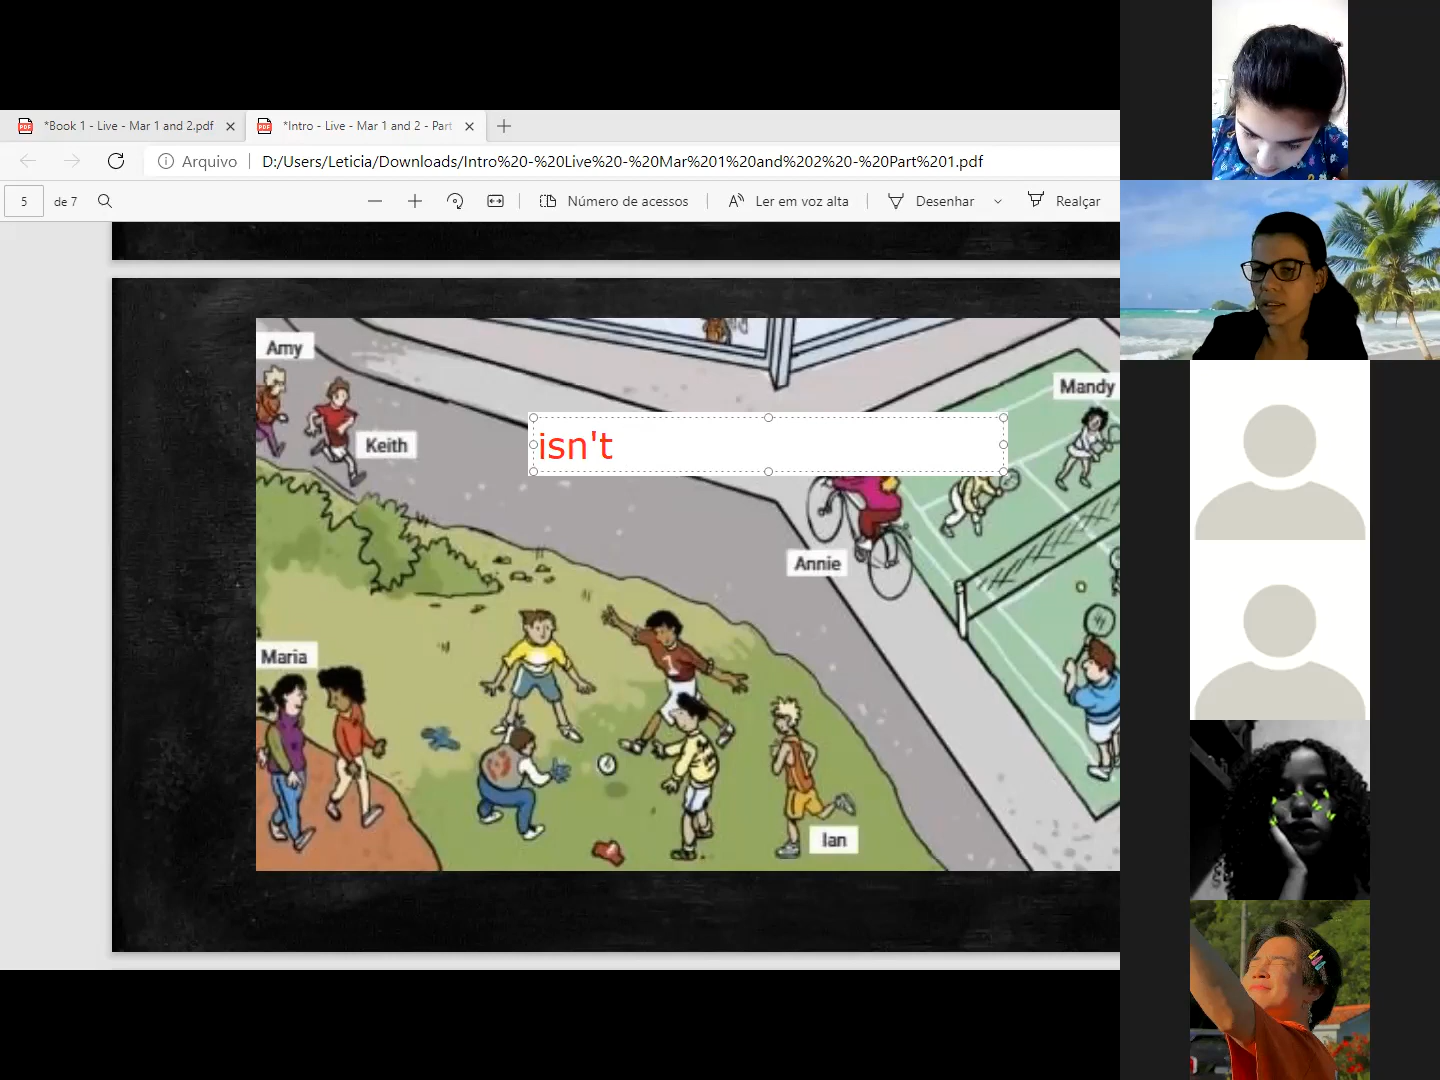 *Book 1 - Live - Mar 1 and 2.pdf
*Intro - Live - Mar 1 and 2 - Part
Arquivo
D:/Users/Leticia/Downloads/Intro%20-%20Live%20-%20Mar%201%20and%202%20-%20Part%201.pdf
5 de 7
Número de acessos
Ler em voz alta
Desenhar
Realçar
Amy
Mandy
Keith
isn't
Annie
Maria
Ian